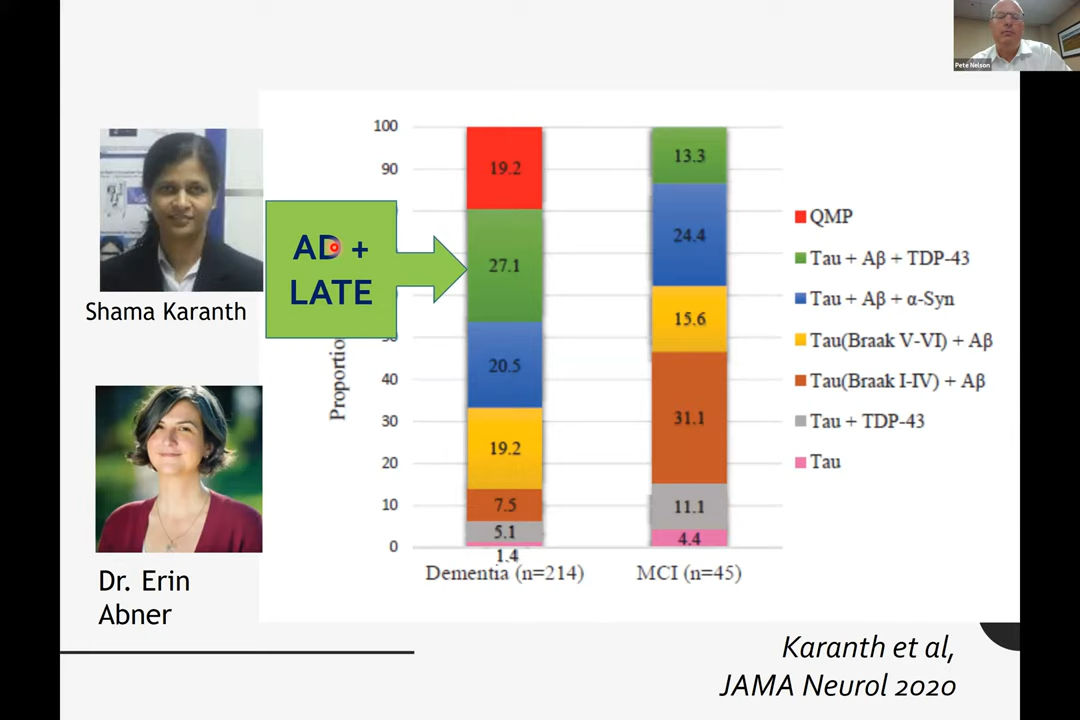 Pete Nelson
Shama Karanth
Dr. Erin
Abner
AD +
LATE
Proportio
100
90
50
40
30
20
10
0
19.2
27.1
20.5
19.2
7.5
5.1
1.4
Dementia (n=214)
13.3
24.4
15.6
31.1
11.1
4.4
MCI (n=45)
QMP
Tau + Aβ + TDP-43
Tau + Aβ + α-Syn
Tau(Braak V-VI) + Aβ
Tau(Braak I-IV) + Aβ
Tau + TDP-43
Tau
Karanth et al,
JAMA Neurol 2020